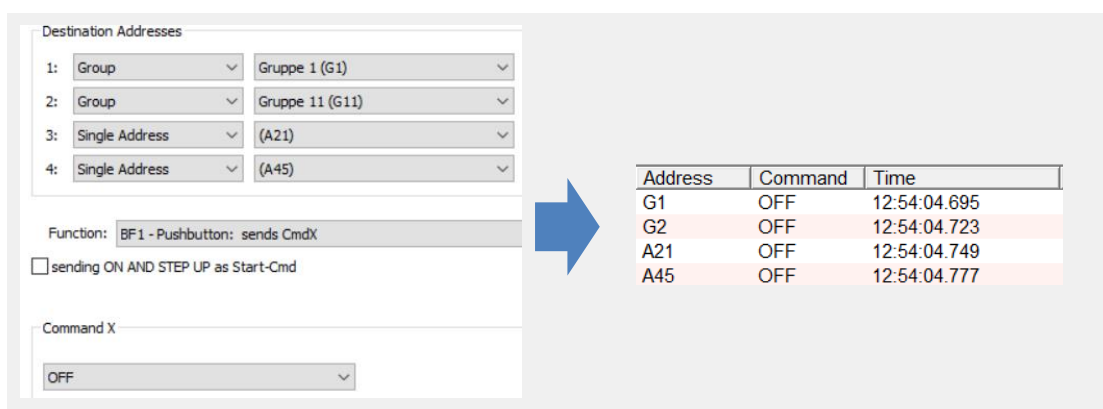 Destination Addresses
1: Group Gruppe 1 (G1)
2: Group Gruppe 11 (G11)
3: Single Address (A21)
4: Single Address (A45)
Function: BF1 - Pushbutton: sends CmdX
sending ON AND STEP UP as Start-Cmd
Command X
OFF
Address Command Time
G1 OFF 12:54:04.695
G2 OFF 12:54:04.723
A21 OFF 12:54:04.749
A45 OFF 12:54:04.777